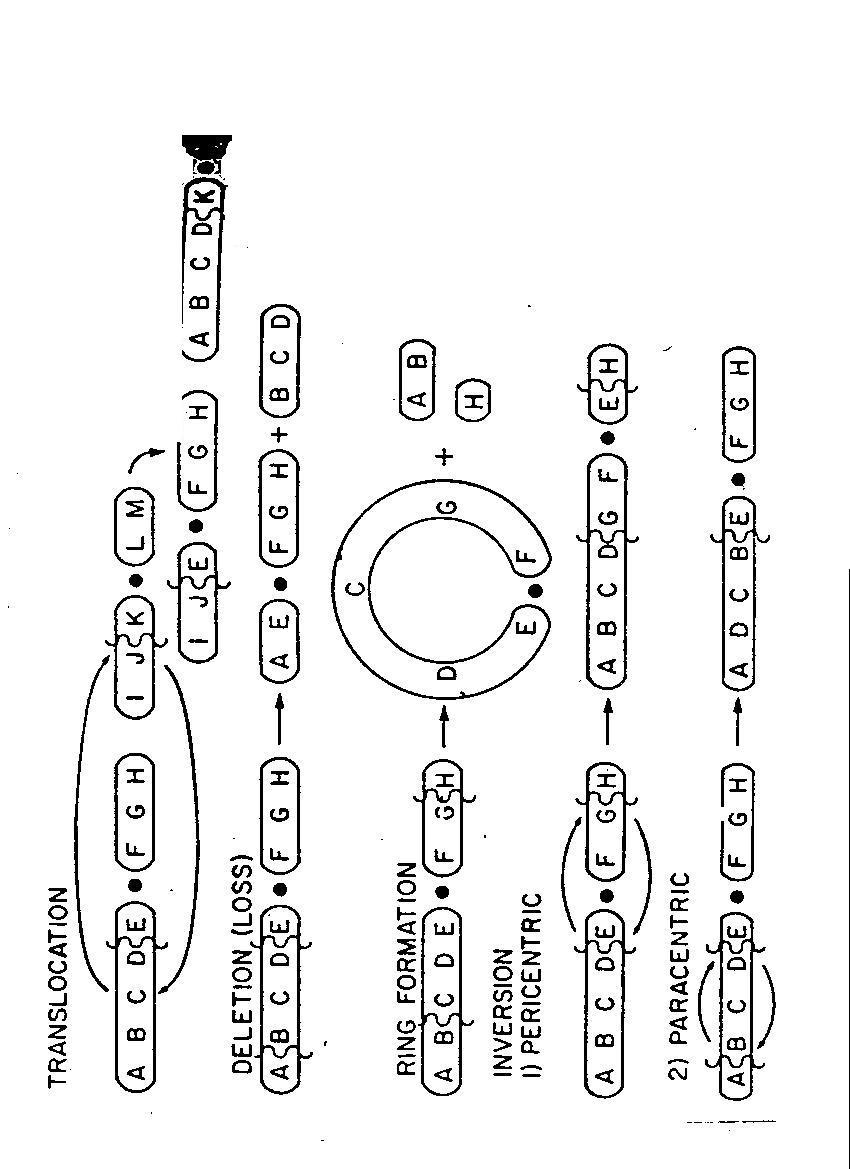 TRANSLOCATION
A B C D E ● F G H I J K ● L M
I J E ● F G H A B C D K ●
DELETION (LOSS)
A B C D E ● F G H → A E ● F G H + B C D
RING FORMATION
C
A B C D E ● F G H → D G + A B
E ● F H
INVERSION
1) PERICENTRIC
A B C D E ● F G H → A B C D G F ● E H
2) PARACENTRIC
A B C D E ● F G H → A D C B E ● F G H